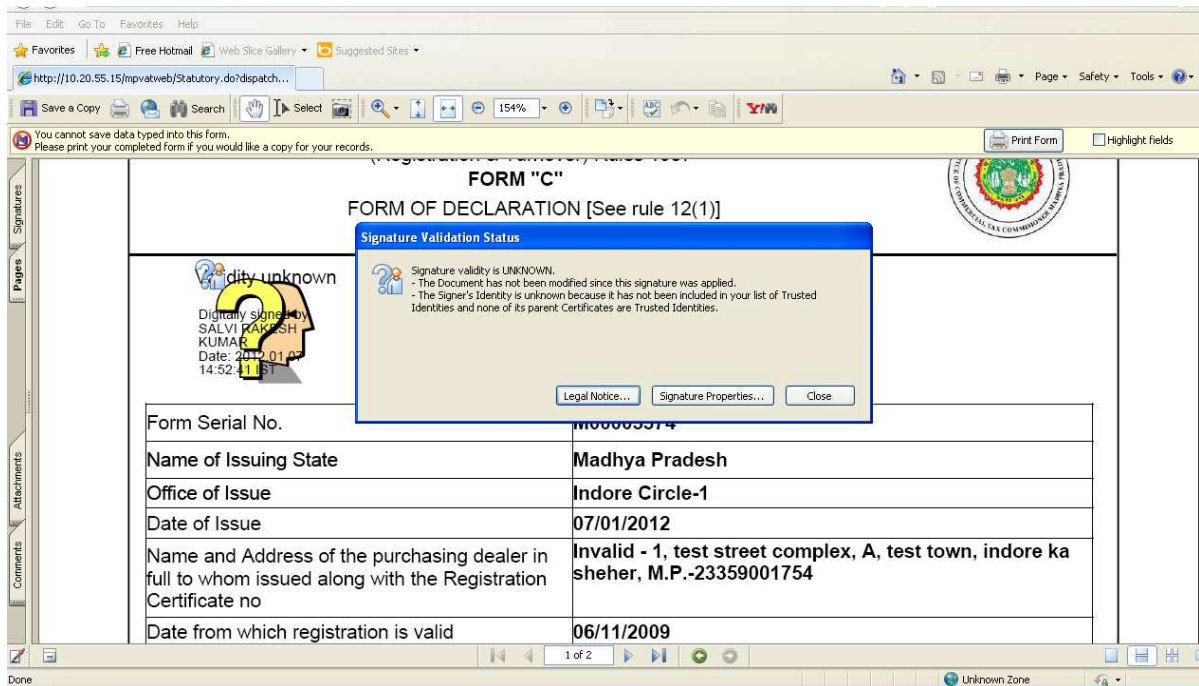 File Edit Go To Favorites Help
Favorites Free Hotmail Web Slice Gallery Suggested Sites
http://10.20.55.15/mpvatweb/Statutory.do?dispatch...
Page Safety Tools
Save a Copy Search Select 154% Y!
You cannot save data typed into this form.
Please print your completed form if you would like a copy for your records.
Print Form Highlight fields
FORM "C"
FORM OF DECLARATION [See rule 12(1)]
Signatures
Pages
Attachments
Comments
Signature Validation Status
Signature validity is UNKNOWN.
- The Document has not been modified since this signature was applied.
- The Signer's Identity is unknown because it has not been included in your list of Trusted
Identities and none of its parent Certificates are Trusted Identities.
Legal Notice... Signature Properties... Close
unknown
Digitally signed by
SALVI RAKESH
KUMAR
Date: 2012.01.07
14:52:41 IST
Form Serial No.
Name of Issuing State Madhya Pradesh
Office of Issue Indore Circle-1
Date of Issue 07/01/2012
Name and Address of the purchasing dealer in Invalid - 1, test street complex, A, test town, indore ka
full to whom issued along with the Registration sheher, M.P.-23359001754
Certificate no
Date from which registration is valid 06/11/2009
1 of 2
Done Unknown Zone